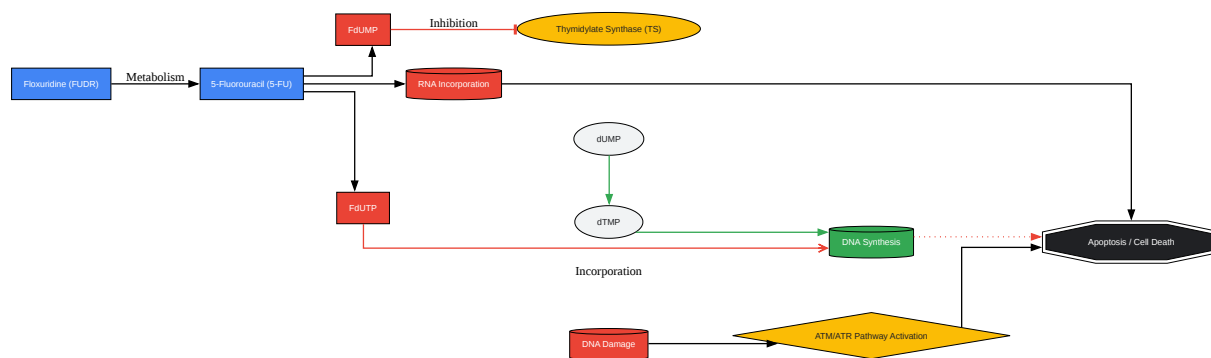 FdUMP
Inhibition
Thymidylate Synthase (TS)
Floxuridine (FUDR)
Metabolism
5-Fluorouracil (5-FU)
RNA Incorporation
dUMP
FdUTP
dTMP
DNA Synthesis
Apoptosis / Cell Death
Incorporation
DNA Damage
ATM/ATR Pathway Activation